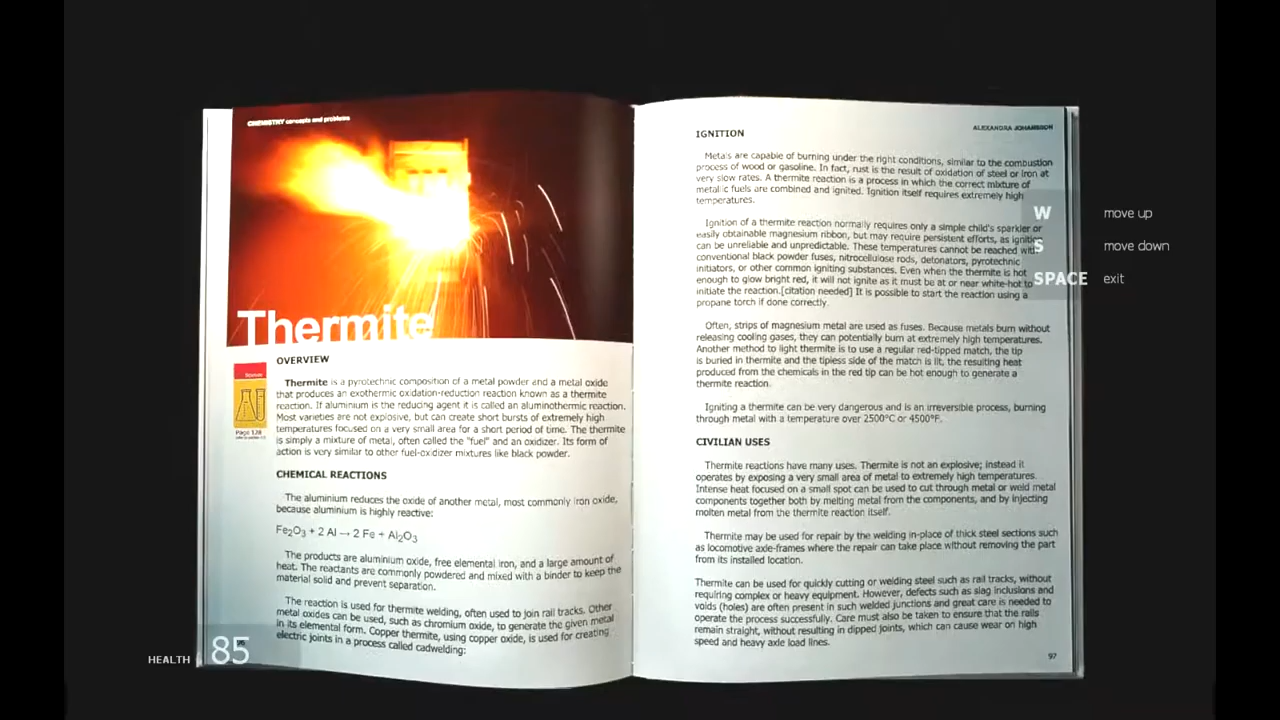 CHEMISTRY concepts and problems
Thermite
OVERVIEW
Thermite is a pyrotechnic composition of a metal powder and a metal oxide
that produces an exothermic oxidation-reduction reaction known as a thermite
reaction. If aluminium is the reducing agent it is called an aluminothermic reaction.
Most varieties are not explosive, but can create short bursts of extremely high
temperatures focused on a very small area for a short period of time. The thermite
is simply a mixture of metal, often called the "fuel" and an oxidizer. Its form of
action is very similar to other fuel-oxidizer mixtures like black powder.
Page 128
CHEMICAL REACTIONS
The aluminium reduces the oxide of another metal, most commonly iron oxide,
because aluminium is highly reactive:
Fe2O3 + 2 Al → 2 Fe + Al2O3
The products are aluminium oxide, free elemental iron, and a large amount of
heat. The reactants are commonly powdered and mixed with a binder to keep the
material solid and prevent separation.
The reaction is used for thermite welding, often used to join rail tracks. Other
metal oxides can be used, such as chromium oxide, to generate the given metal
in its elemental form. Copper thermite, using copper oxide, is used for creating
electric joints in a process called cadwelding:
HEALTH 85
ALEXANDRA JOHANSSON
IGNITION
Metals are capable of burning under the right conditions, similar to the combustion
process of wood or gasoline. In fact, rust is the result of oxidation of steel or iron at
very slow rates. A thermite reaction is a process in which the correct mixture of
metallic fuels are combined and ignited. Ignition itself requires extremely high
temperatures.
Ignition of a thermite reaction normally requires only a simple child's sparkler or
easily obtainable magnesium ribbon, but may require persistent efforts, as ignition
can be unreliable and unpredictable. These temperatures cannot be reached with
conventional black powder fuses, nitrocellulose rods, detonators, pyrotechnic
initiators, or other common igniting substances. Even when the thermite is hot
enough to glow bright red, it will not ignite as it must be at or near white-hot to
initiate the reaction.[citation needed] It is possible to start the reaction using a
propane torch if done correctly.
Often, strips of magnesium metal are used as fuses. Because metals burn without
releasing cooling gases, they can potentially burn at extremely high temperatures.
Another method to light thermite is to use a regular red-tipped match, the tip
is buried in thermite and the tipless side of the match is lit, the resulting heat
produced from the chemicals in the red tip can be hot enough to generate a
thermite reaction.
Igniting a thermite can be very dangerous and is an irreversible process, burning
through metal with a temperature over 2500°C or 4500°F.
CIVILIAN USES
Thermite reactions have many uses. Thermite is not an explosive; instead it
operates by exposing a very small area of metal to extremely high temperatures.
Intense heat focused on a small spot can be used to cut through metal or weld metal
components together both by melting metal from the components, and by injecting
molten metal from the thermite reaction itself.
Thermite may be used for repair by the welding in-place of thick steel sections such
as locomotive axle-frames where the repair can take place without removing the part
from its installed location.
Thermite can be used for quickly cutting or welding steel such as rail tracks, without
requiring complex or heavy equipment. However, defects such as slag inclusions and
voids (holes) are often present in such welded junctions and great care is needed to
operate the process successfully. Care must also be taken to ensure that the rails
remain straight, without resulting in dipped joints, which can cause wear on high
speed and heavy axle load lines.
97
W move up
S move down
SPACE exit